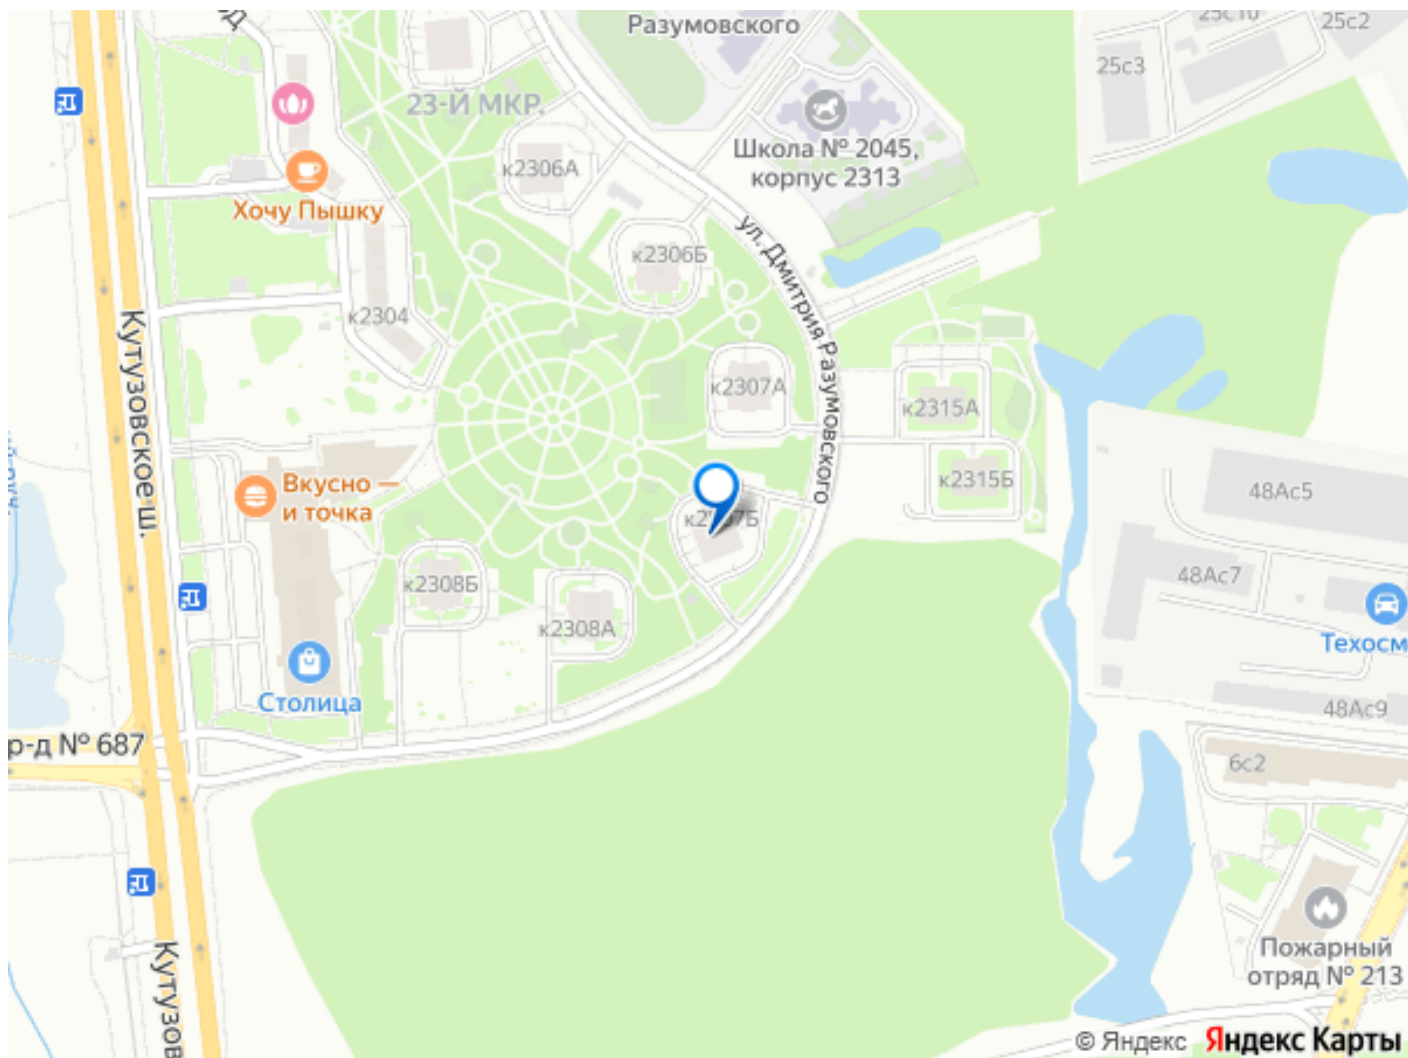 Разумовского
25с10
25с2
25с3
23-Й МКР.
Школа № 2045,
корпус 2313
к2306А
Хочу Пышку
ул. Дмитрия Разумовского
к2306Б
к2304
Кутузовское ш.
к2307А
к2315А
к2315Б
Вкусно —
и точка
48Ас5
к2308Б
48Ас7
к2308А
Техосм
Столица
48Ас9
р-д № 687
6с2
Кутузов
Пожарный
отряд № 213
© Яндекс
Яндекс Карты